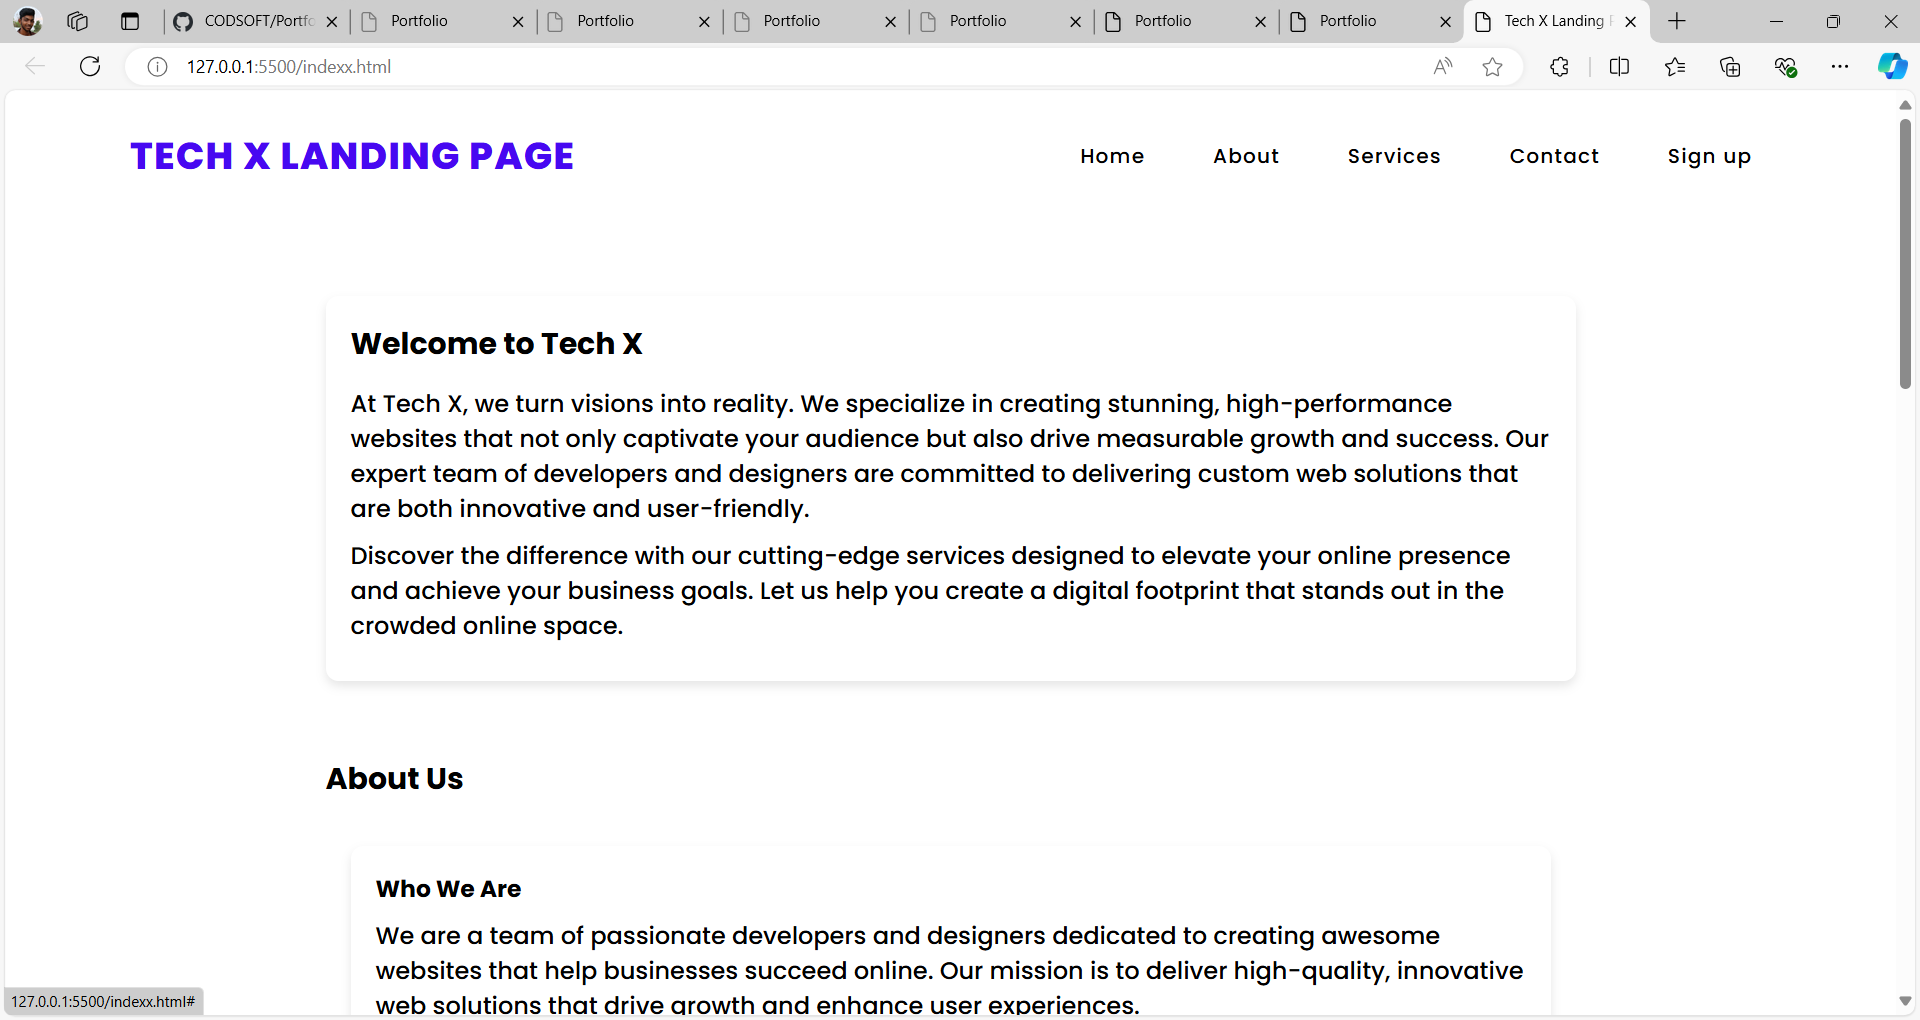 CODSOFT/Portfo
Portfolio
Portfolio
Portfolio
Portfolio
Portfolio
Portfolio
Tech X Landing
127.0.0.1:5500/indexx.html
TECH X LANDING PAGE
Home
About
Services
Contact
Sign up
Welcome to Tech X
At Tech X, we turn visions into reality. We specialize in creating stunning, high-performance
websites that not only captivate your audience but also drive measurable growth and success. Our
expert team of developers and designers are committed to delivering custom web solutions that
are both innovative and user-friendly.
Discover the difference with our cutting-edge services designed to elevate your online presence
and achieve your business goals. Let us help you create a digital footprint that stands out in the
crowded online space.
About Us
Who We Are
We are a team of passionate developers and designers dedicated to creating awesome
websites that help businesses succeed online. Our mission is to deliver high-quality, innovative
web solutions that drive growth and enhance user experiences.
127.0.0.1:5500/indexx.html#